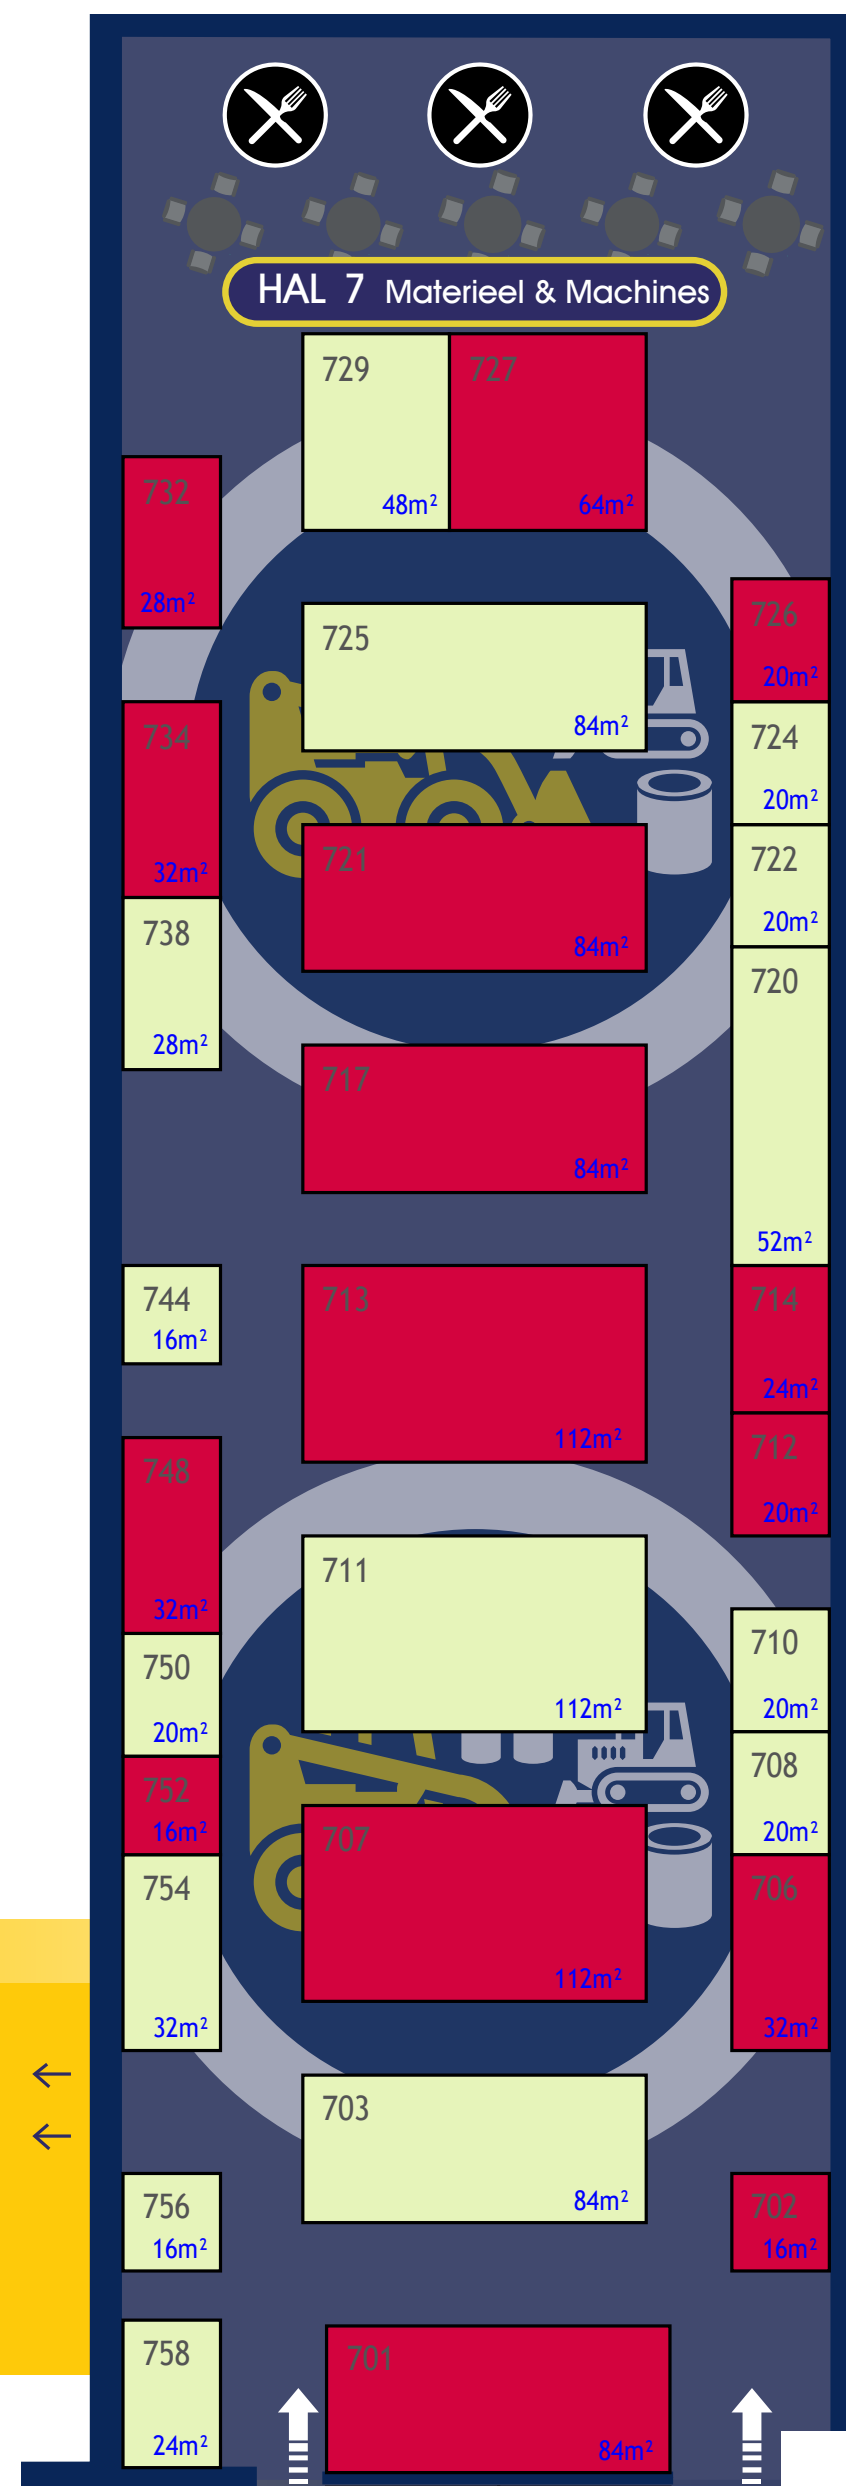 HAL 7 Materieel & Machines
729
48m²
727
64m²
732
28m²
725
84m²
726
20m²
734
32m²
724
20m²
721
84m²
722
20m²
738
28m²
720
52m²
717
84m²
744
16m²
713
112m²
714
24m²
712
20m²
748
32m²
711
112m²
710
20m²
750
20m²
708
20m²
752
16m²
707
112m²
706
32m²
754
32m²
703
84m²
756
16m²
702
16m²
758
24m²
701
84m²